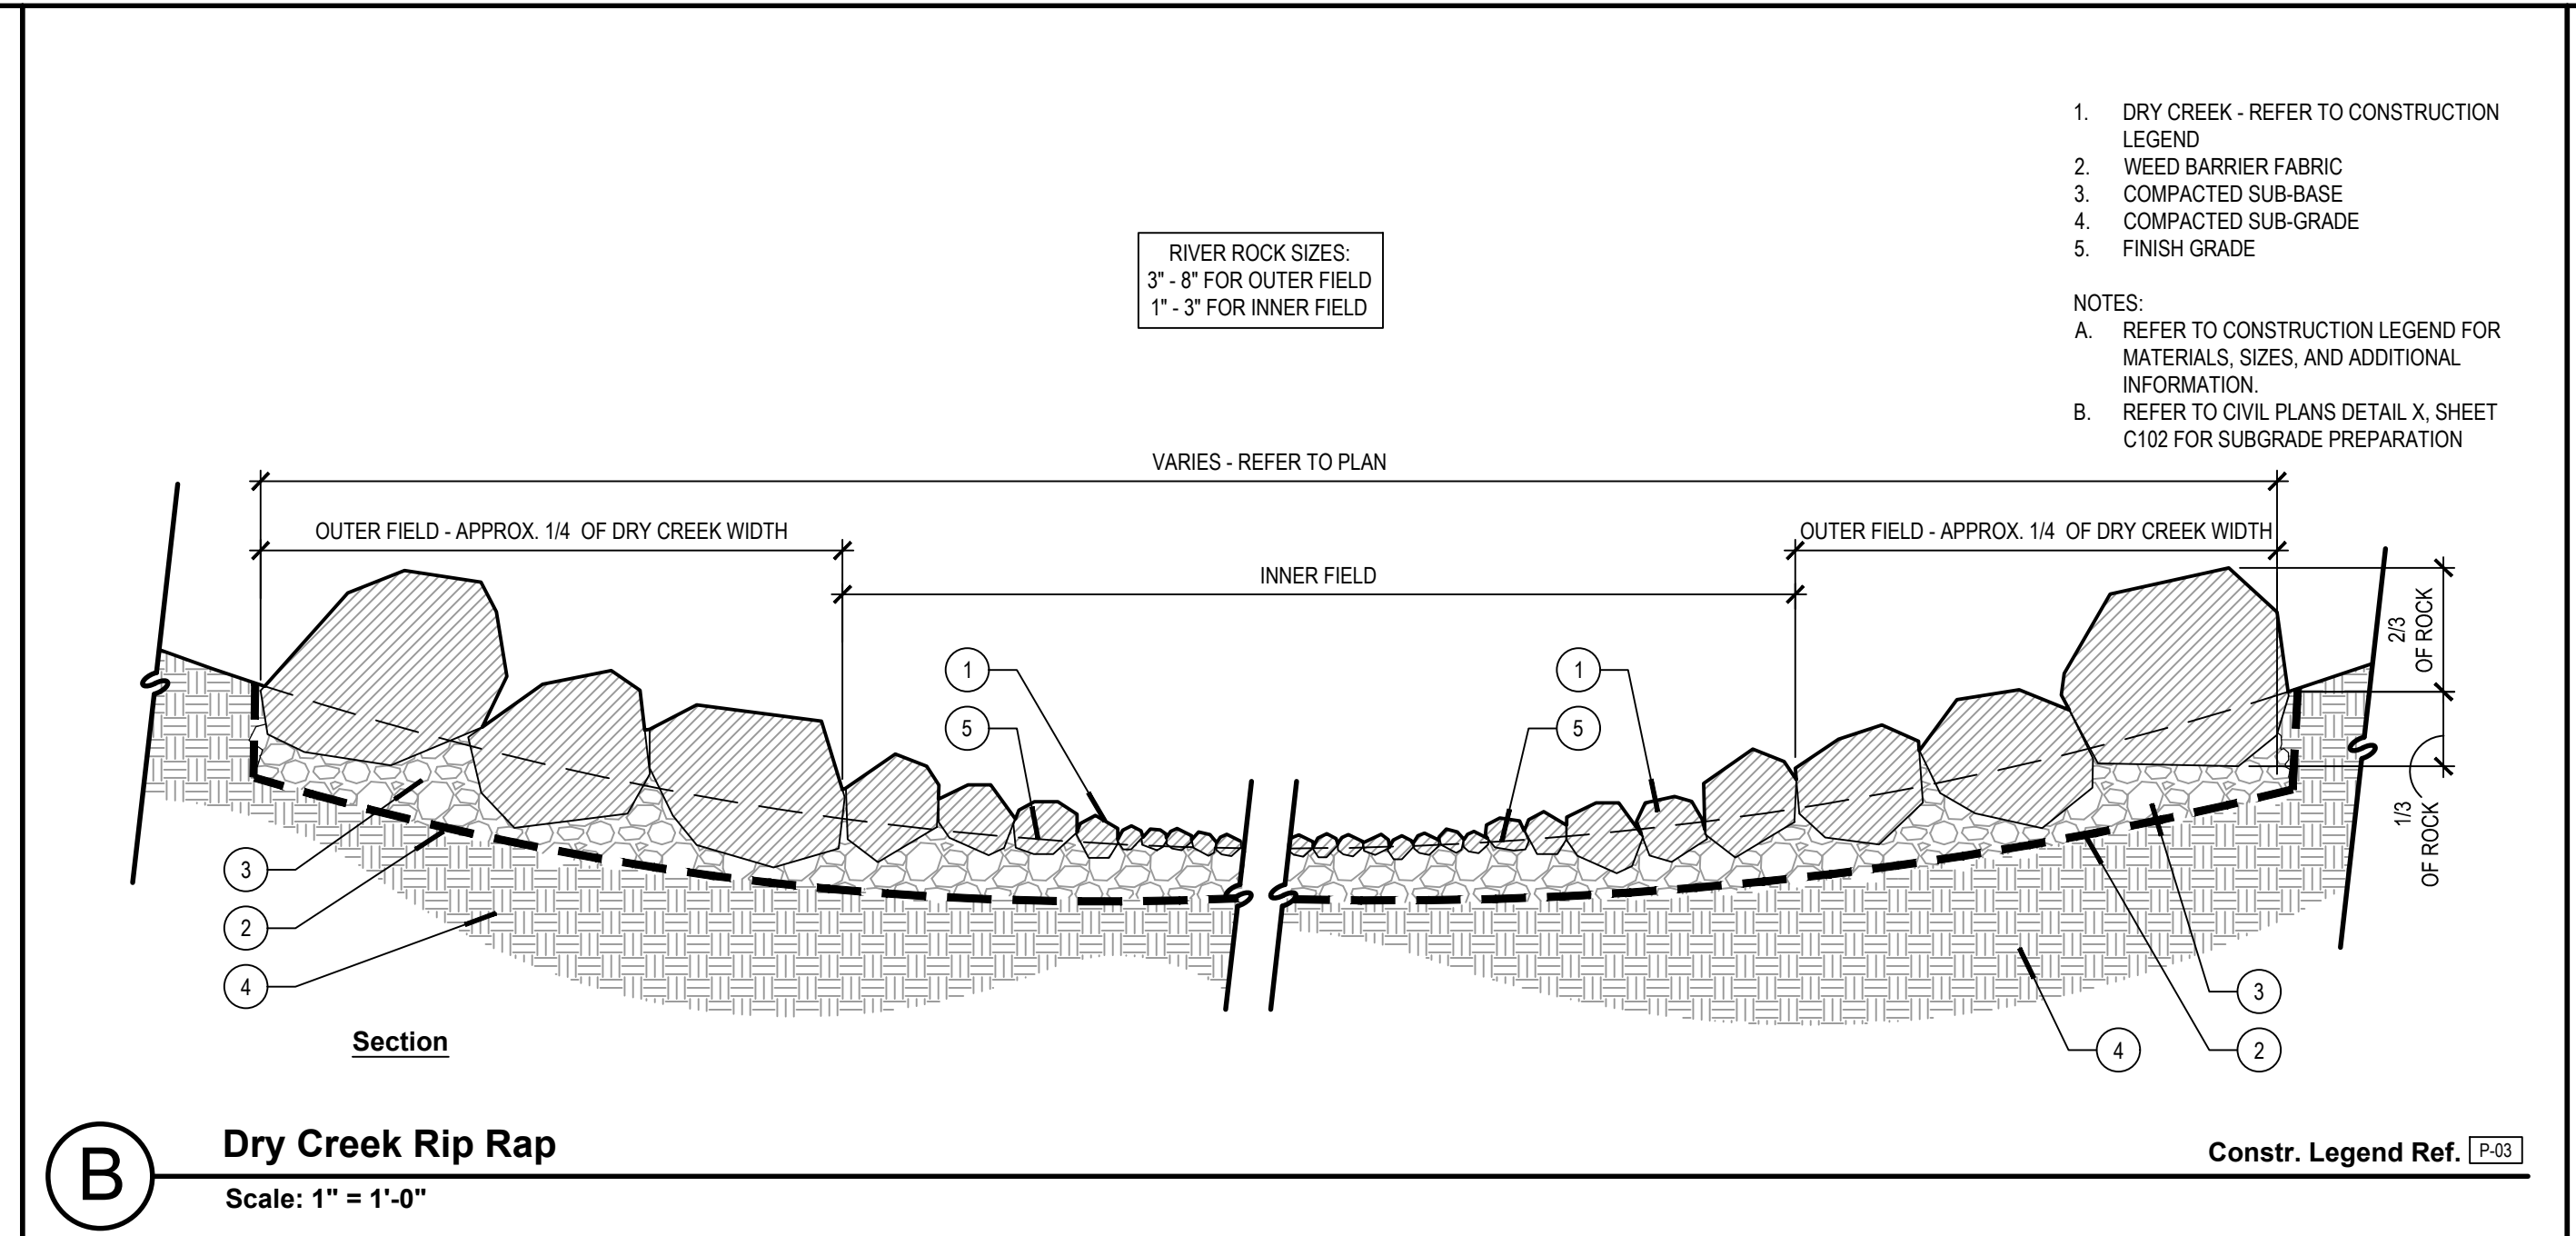 1. DRY CREEK - REFER TO CONSTRUCTION
LEGEND
2. WEED BARRIER FABRIC
3. COMPACTED SUB-BASE
4. COMPACTED SUB-GRADE
5. FINISH GRADE
NOTES:
A. REFER TO CONSTRUCTION LEGEND FOR
MATERIALS, SIZES, AND ADDITIONAL
INFORMATION.
B. REFER TO CIVIL PLANS DETAIL X, SHEET
C102 FOR SUBGRADE PREPARATION
RIVER ROCK SIZES:
3" - 8" FOR OUTER FIELD
1" - 3" FOR INNER FIELD
VARIES - REFER TO PLAN
OUTER FIELD - APPROX. 1/4 OF DRY CREEK WIDTH
OUTER FIELD - APPROX. 1/4 OF DRY CREEK WIDTH
INNER FIELD
2/3
OF ROCK
1/3
OF ROCK
1
5
1
5
3
2
4
3
2
4
Section
B
Dry Creek Rip Rap
Scale: 1" = 1'-0"
Constr. Legend Ref. P-03